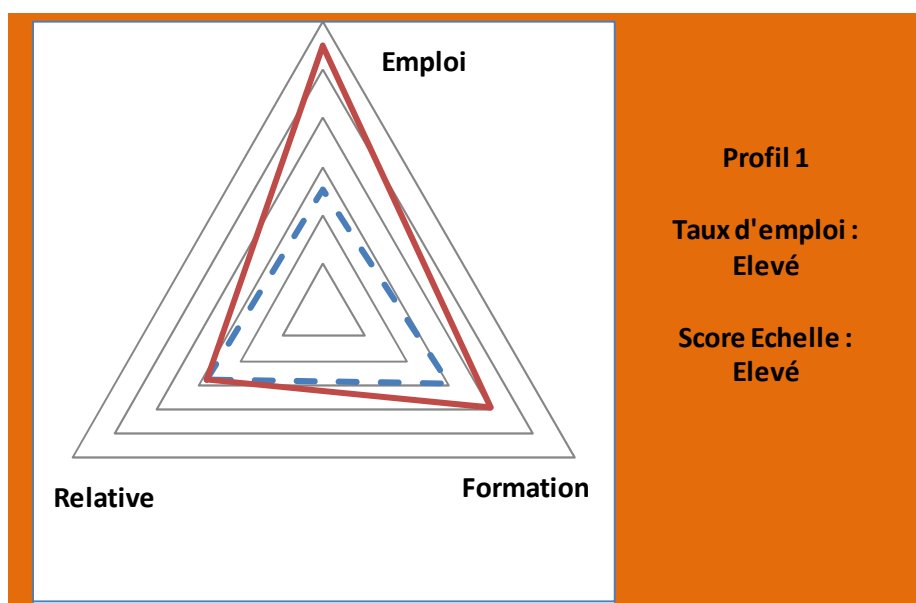 Emploi
Relative
Formation
Profil 1
Taux d'emploi :
Elevé
Score Echelle :
Elevé